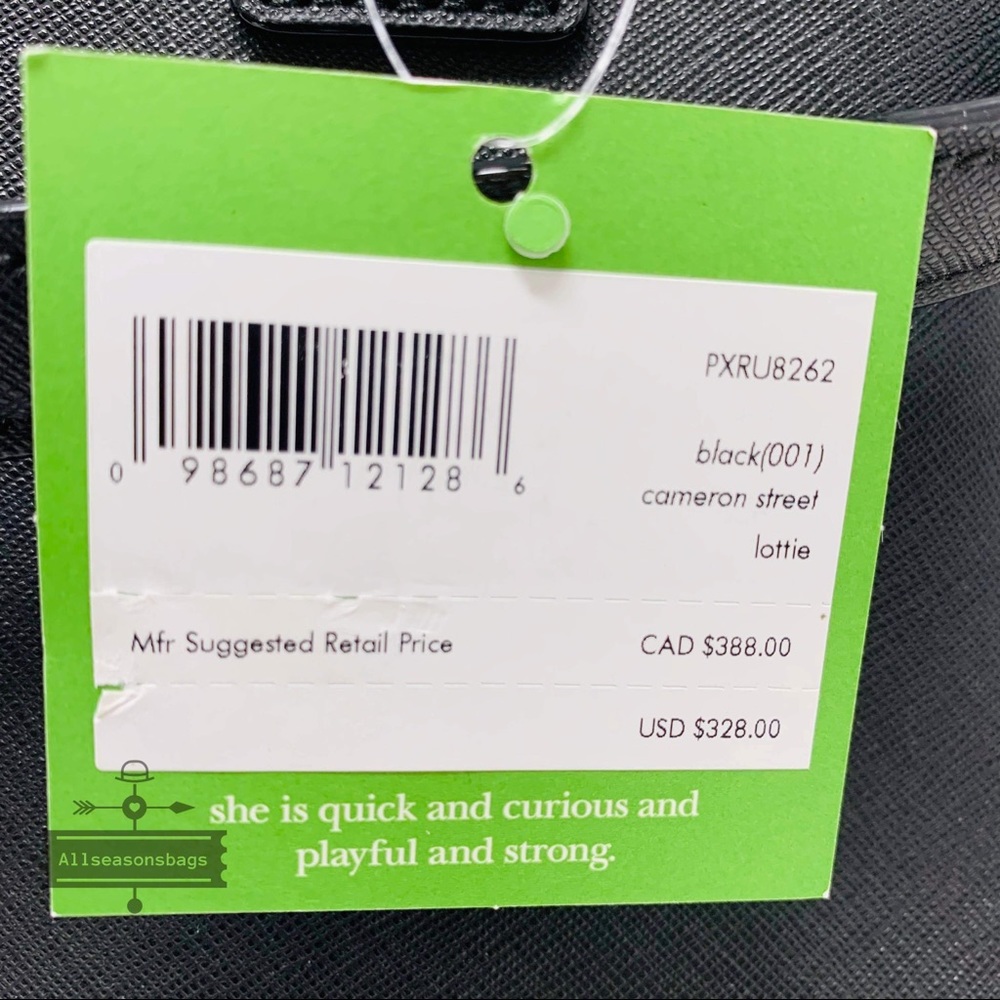 PXRU8262
0 98687 12128 6
black(001)
cameron street
lottie
Mfr Suggested Retail Price CAD $388.00
USD $328.00
she is quick and curious and
playful and strong.
Allseasonsbags